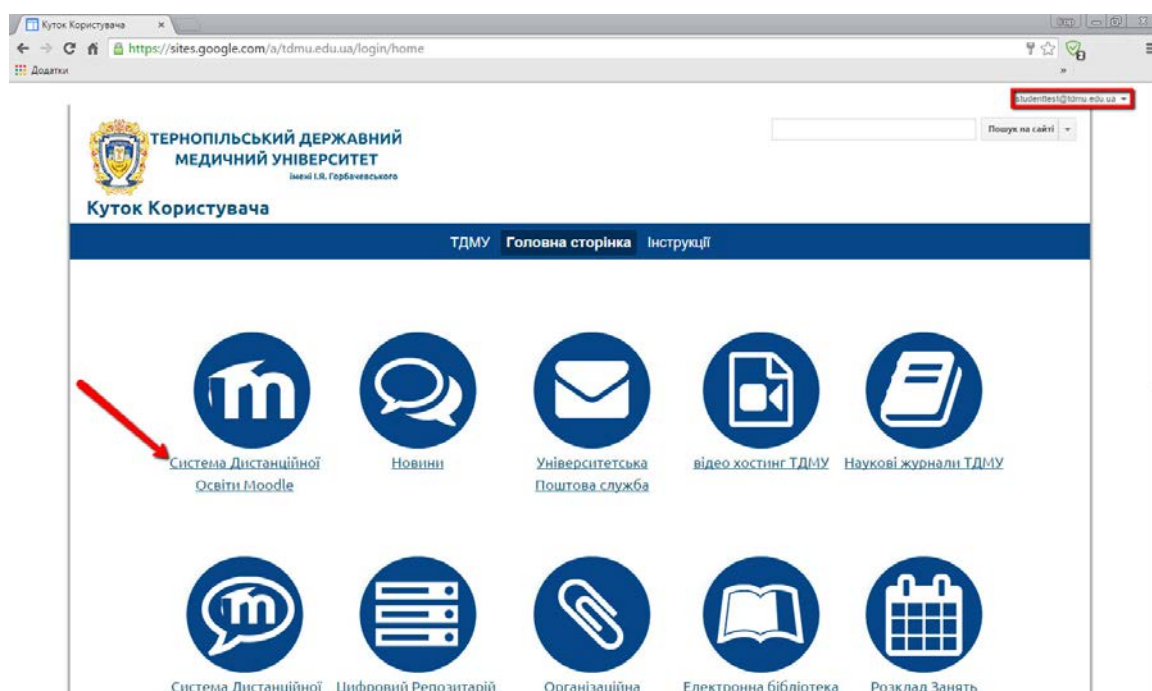 Куток Користувача
https://sites.google.com/a/tdmu.edu.ua/login/home
Додатки
studenttest@tdmu.edu.ua
ТЕРНОПІЛЬСЬКИЙ ДЕРЖАВНИЙ
МЕДИЧНИЙ УНІВЕРСИТЕТ
імені І.Я. Горбачевського
Пошук на сайті
Куток Користувача
ТДМУ Головна сторінка Інструкції
Система Дистанційної Новини Університетська відео хостинг ТДМУ Наукові журнали ТДМУ
Освіти Moodle Поштова служба
Система Дистанційної Цифровий Репозитарій Організаційна Електронна бібліотека Розклад Занять